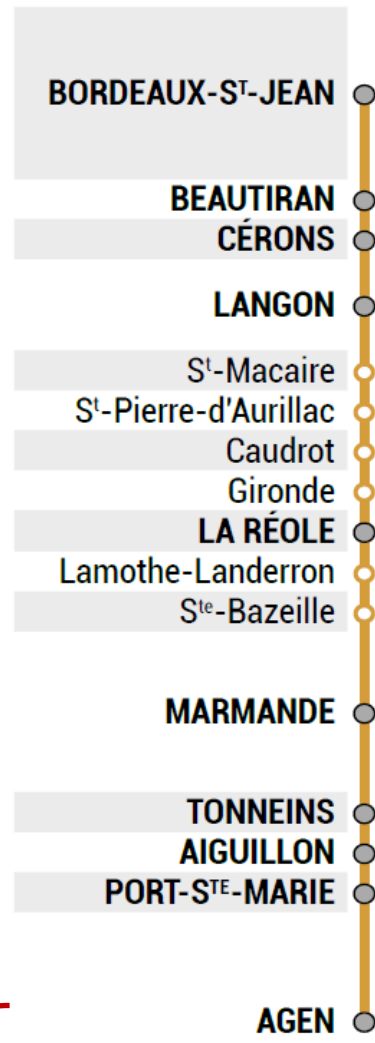 BORDEAUX-Sᵀ-JEAN
BEAUTIRAN
CÉRONS
LANGON
Sᵗ-Macaire
Sᵗ-Pierre-d'Aurillac
Caudrot
Gironde
LA RÉOLE
Lamothe-Landerron
Sᵗᵉ-Bazeille
MARMANDE
TONNEINS
AIGUILLON
PORT-Sᵀᴱ-MARIE
AGEN